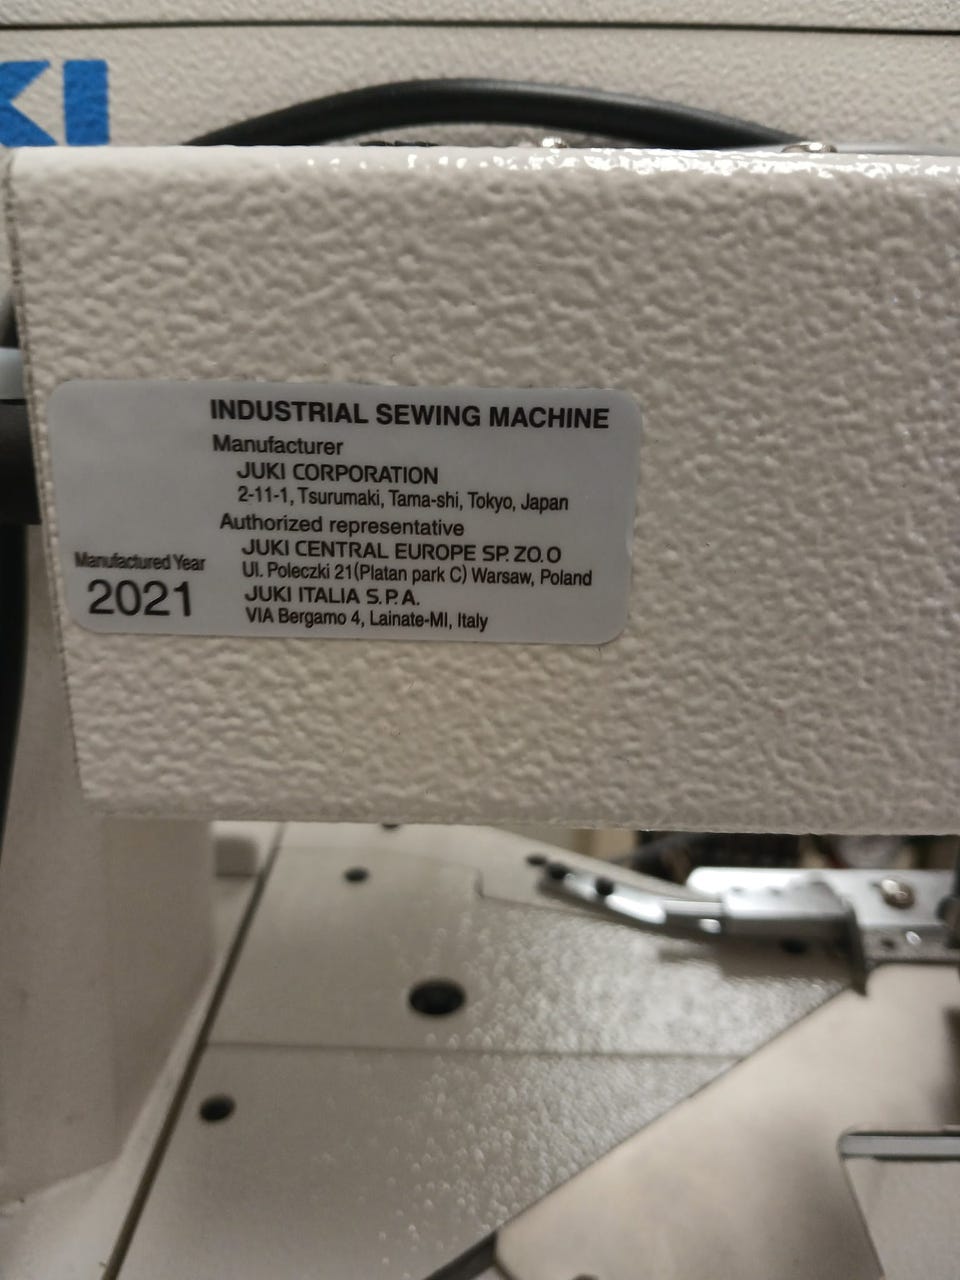 KI
INDUSTRIAL SEWING MACHINE
Manufacturer
JUKI CORPORATION
2-11-1, Tsurumaki, Tama-shi, Tokyo, Japan
Authorized representative
JUKI CENTRAL EUROPE SP. ZO.O
Ul. Poleczki 21(Platan park C) Warsaw, Poland
JUKI ITALIA S.P.A.
VIA Bergamo 4, Lainate-MI, Italy
Manufactured Year
2021